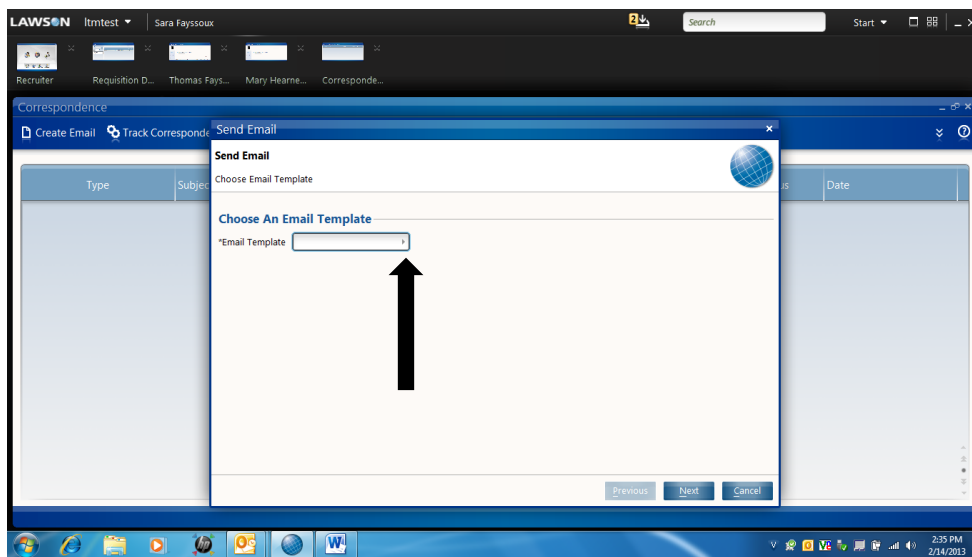 LAWSON ltmtest Sara Fayssoux 2 Search Start
Recruiter Requisition D... Thomas Fays... Mary Hearne... Corresponde...
Correspondence
Create Email Track Corresponde
Send Email
Send Email
Choose Email Template
Type Subjec us Date
Choose An Email Template
*Email Template
Previous Next Cancel
2:35 PM
2/14/2013